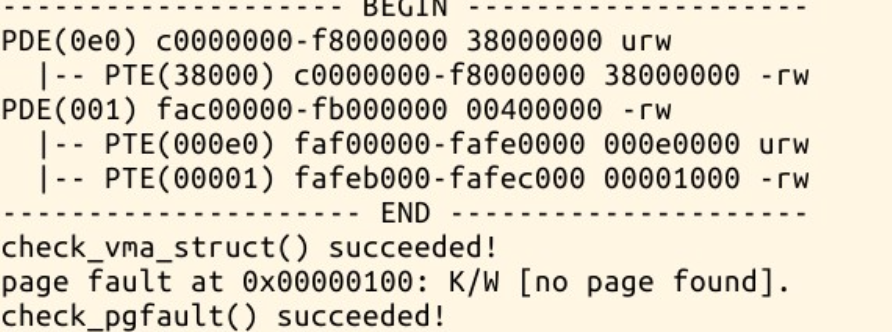 -------------------- BEGIN --------------------
PDE(0e0) c0000000-f8000000 38000000 urw
  |-- PTE(38000) c0000000-f8000000 38000000 -rw
PDE(001) fac00000-fb000000 00400000 -rw
  |-- PTE(000e0) faf00000-fafe0000 000e0000 urw
  |-- PTE(00001) fafeb000-fafec000 00001000 -rw
--------------------- END ---------------------
check_vma_struct() succeeded!
page fault at 0x00000100: K/W [no page found].
check_pgfault() succeeded!